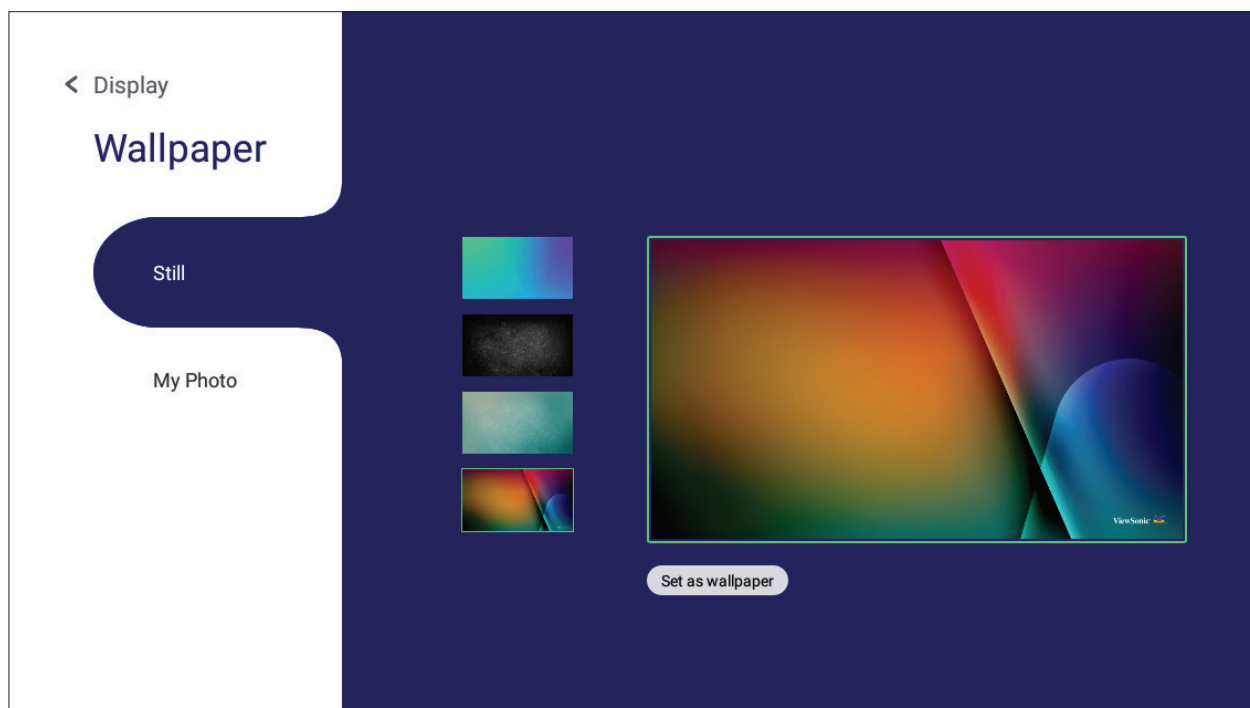 Display
Wallpaper
Still
My Photo
ViewSonic
Set as wallpaper